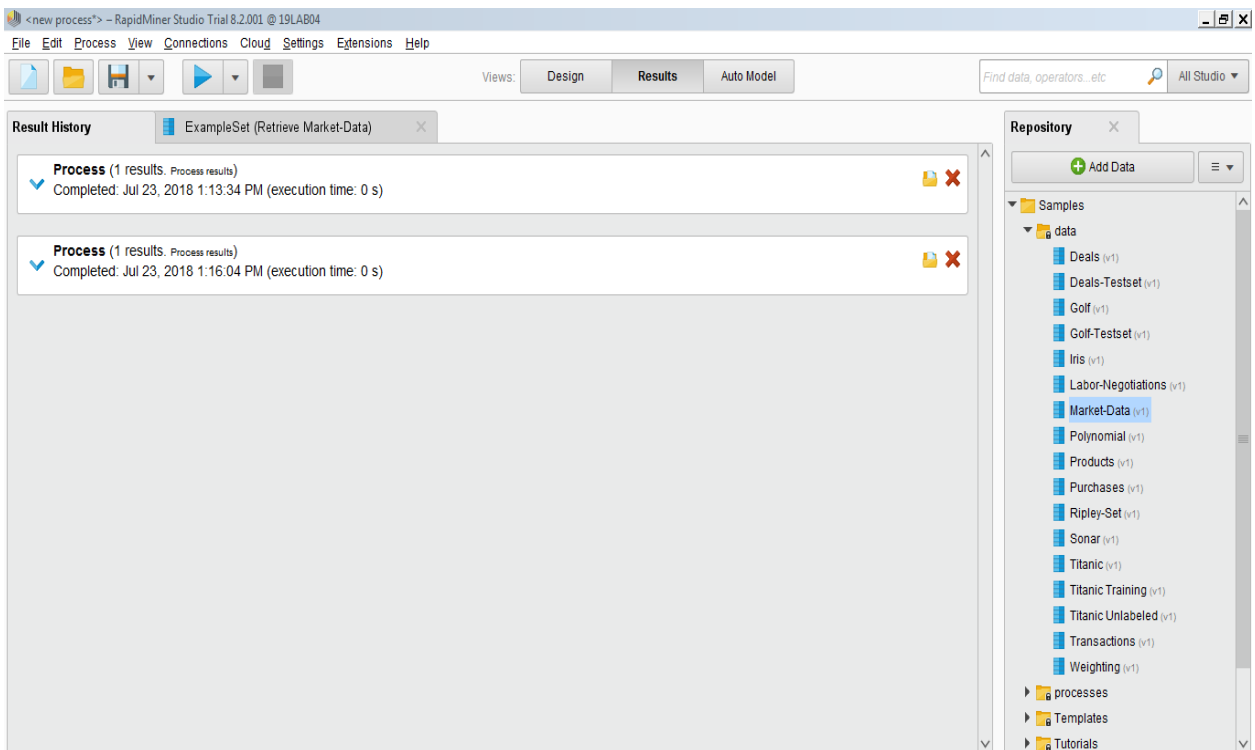 <new process*> – RapidMiner Studio Trial 8.2.001 @ 19LAB04
File Edit Process View Connections Cloud Settings Extensions Help
Views: Design Results Auto Model
Find data, operators...etc
All Studio
Result History
ExampleSet (Retrieve Market-Data)
Process (1 results. Process results)
Completed: Jul 23, 2018 1:13:34 PM (execution time: 0 s)
Process (1 results. Process results)
Completed: Jul 23, 2018 1:16:04 PM (execution time: 0 s)
Repository
Add Data
Samples
data
Deals (v1)
Deals-Testset (v1)
Golf (v1)
Golf-Testset (v1)
Iris (v1)
Labor-Negotiations (v1)
Market-Data (v1)
Polynomial (v1)
Products (v1)
Purchases (v1)
Ripley-Set (v1)
Sonar (v1)
Titanic (v1)
Titanic Training (v1)
Titanic Unlabeled (v1)
Transactions (v1)
Weighting (v1)
processes
Templates
Tutorials